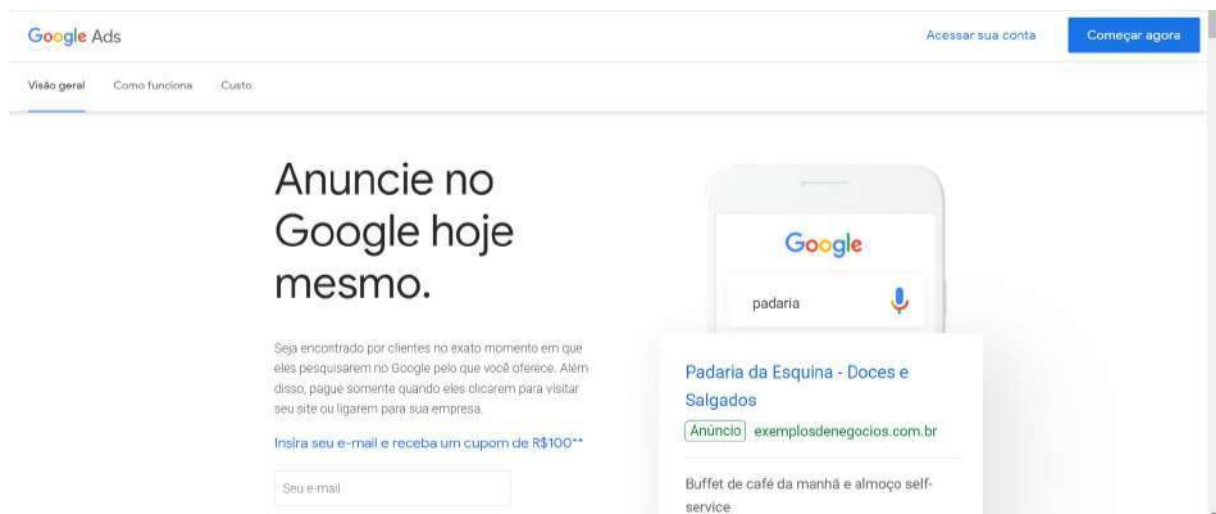 Google Ads
Acessar sua conta
Começar agora
Visão geral
Como funciona
Custo
Anuncie no
Google hoje
mesmo.
Seja encontrado por clientes no exato momento em que
eles pesquisarem no Google pelo que você oferece. Além
disso, pague somente quando eles clicarem para visitar
seu site ou ligarem para sua empresa.
Insira seu e-mail e receba um cupom de R$100**
Seu e-mail
Google
padaria
Padaria da Esquina - Doces e
Salgados
Anúncio exemplosdenegocios.com.br
Buffet de café da manhã e almoço self-
service